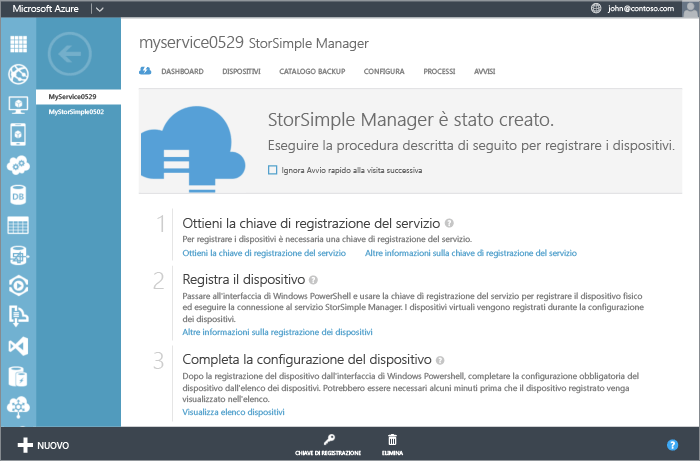 Microsoft Azure
john@contoso.com
MyService0529
MyStorSimple0502
DB
myservice0529 StorSimple Manager
DASHBOARD DISPOSITIVI CATALOGO BACKUP CONFIGURA PROCESSI AVVISI
StorSimple Manager è stato creato.
Eseguire la procedura descritta di seguito per registrare i dispositivi.
Ignora Avvio rapido alla visita successiva
1 Ottieni la chiave di registrazione del servizio ?
Per registrare i dispositivi è necessaria una chiave di registrazione del servizio.
Ottieni la chiave di registrazione del servizio Altre informazioni sulla chiave di registrazione del servizio
2 Registra il dispositivo ?
Passare all'interfaccia di Windows PowerShell e usare la chiave di registrazione del servizio per registrare il dispositivo fisico
ed eseguire la connessione al servizio StorSimple Manager. I dispositivi virtuali vengono registrati durante la configurazione
dei dispositivi.
Altre informazioni sulla registrazione dei dispositivi
3 Completa la configurazione del dispositivo ?
Dopo la registrazione del dispositivo dall'interfaccia di Windows Powershell, completare la configurazione obbligatoria del
dispositivo dall'elenco dei dispositivi. Potrebbero essere necessari alcuni minuti prima che il dispositivo registrato venga
visualizzato nell'elenco.
Visualizza elenco dispositivi
NUOVO
CHIAVE DI REGISTRAZIONE
ELIMINA
?